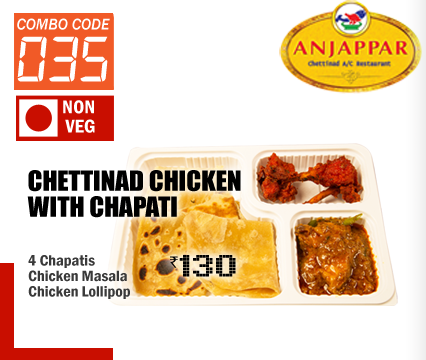 COMBO CODE
035
NON
VEG
ANJAPPAR
Chettinad A/C Restaurant
CHETTINAD CHICKEN
WITH CHAPATI
4 Chapatis
Chicken Masala
Chicken Lollipop
₹130